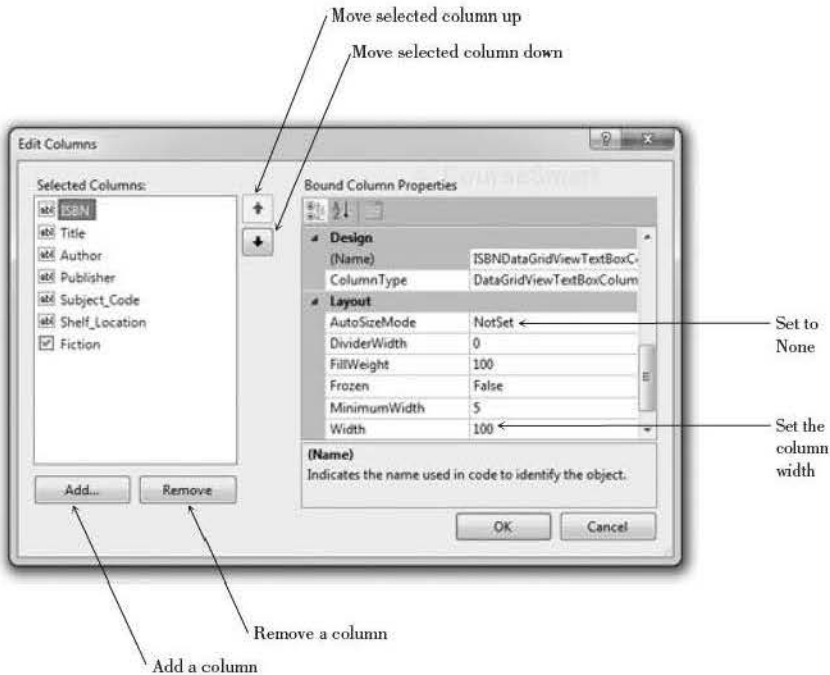 Move selected column up
Move selected column down
Edit Columns
Selected Columns:
ISBN
Title
Author
Publisher
Subject_Code
Shelf_Location
Fiction
Add...
Remove
Bound Column Properties
Design
(Name) ISBNDataGridViewTextBoxC
ColumnType DataGridViewTextBoxColum
Layout
AutoSizeMode NotSet
DividerWidth 0
FillWeight 100
Frozen False
MinimumWidth 5
Width 100
(Name)
Indicates the name used in code to identify the object.
OK
Cancel
Set to
None
Set the
column
width
Remove a column
Add a column